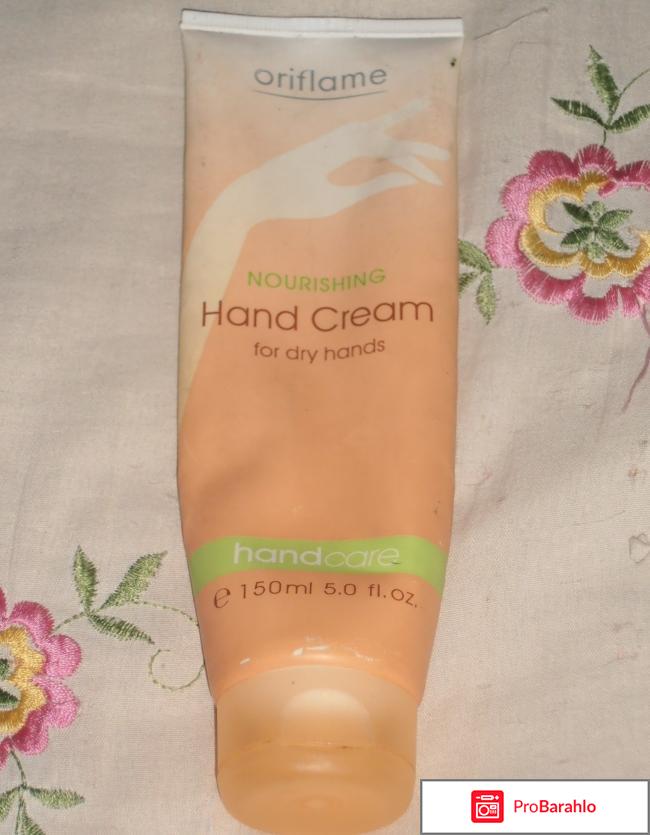 oriflame
NOURISHING
Hand Cream
for dry hands
handcare
e 150ml 5.0 fl.oz.
ProBarahlo